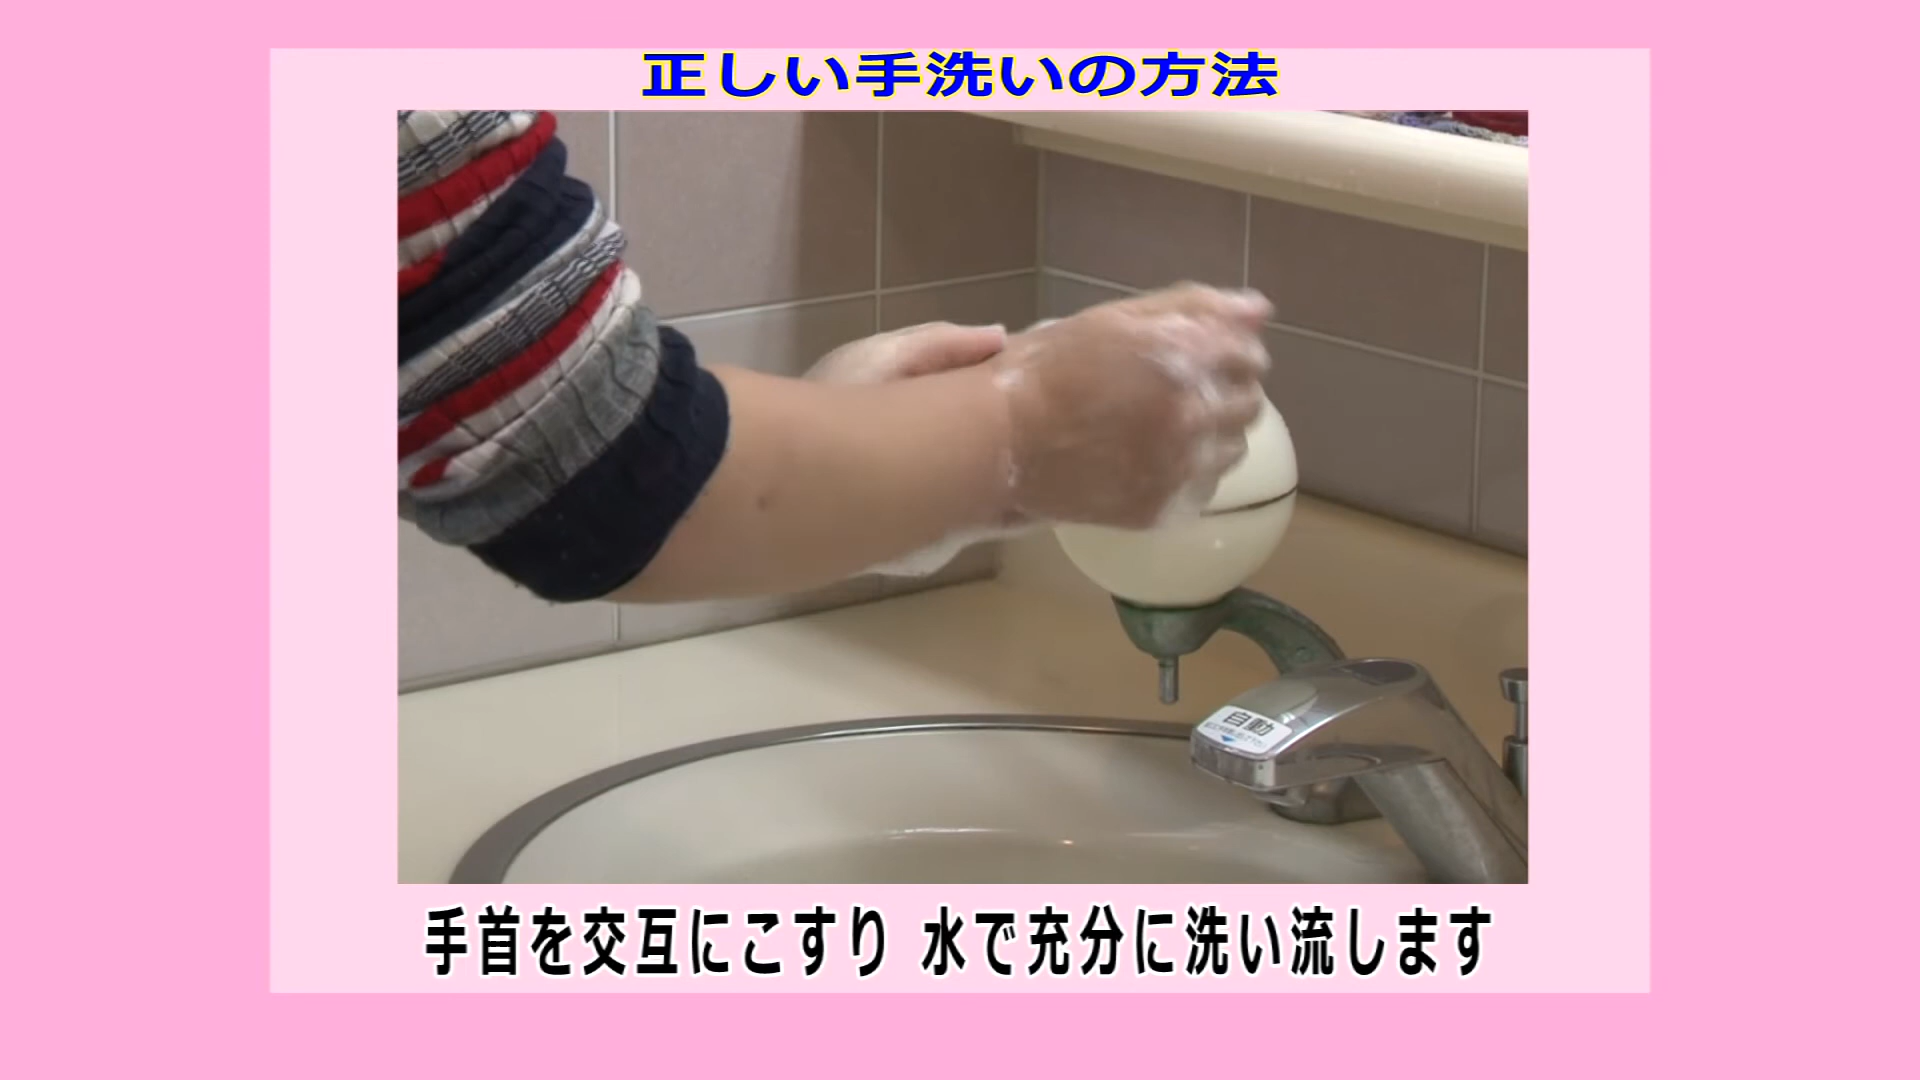 正しい手洗いの方法
自動
手首を交互にこすり 水で充分に洗い流します